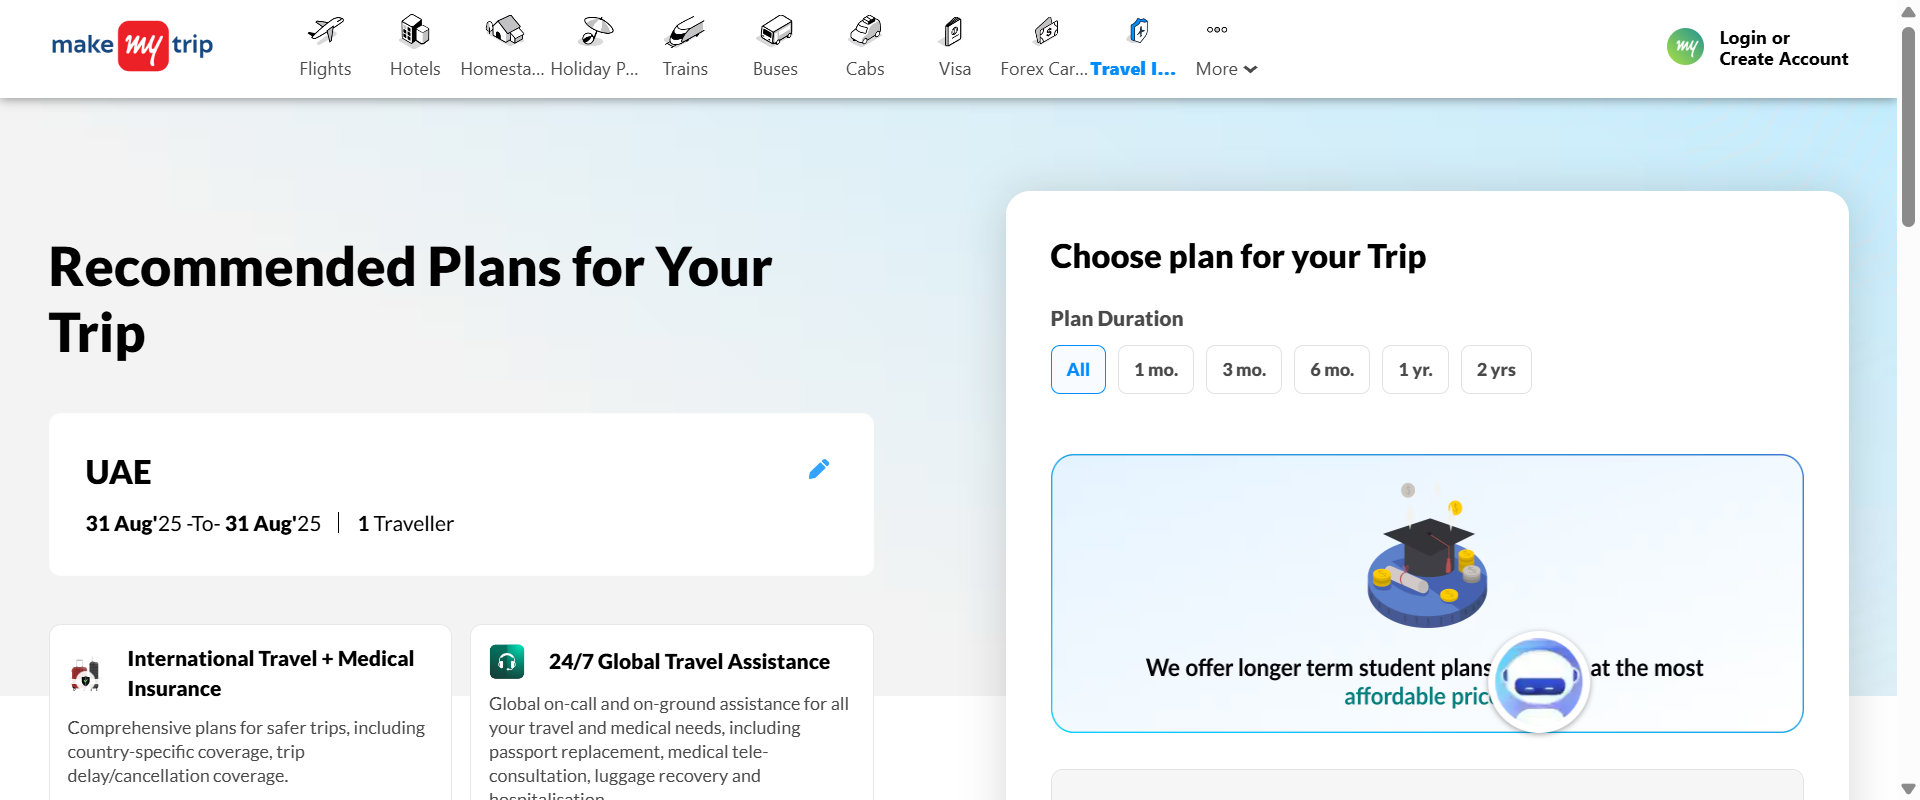 make my trip
Flights
Hotels
Homesta...
Holiday P...
Trains
Buses
Cabs
Visa
Forex Car...
Travel I...
More
my
Login or
Create Account
Recommended Plans for Your
Trip
UAE
31 Aug'25 -To- 31 Aug'25 | 1 Traveller
International Travel + Medical
Insurance
Comprehensive plans for safer trips, including
country-specific coverage, trip
delay/cancellation coverage.
24/7 Global Travel Assistance
Global on-call and on-ground assistance for all
your travel and medical needs, including
passport replacement, medical tele-
consultation, luggage recovery and
hospitalisation
Choose plan for your Trip
Plan Duration
All
1 mo.
3 mo.
6 mo.
1 yr.
2 yrs
We offer longer term student plans at the most
affordable